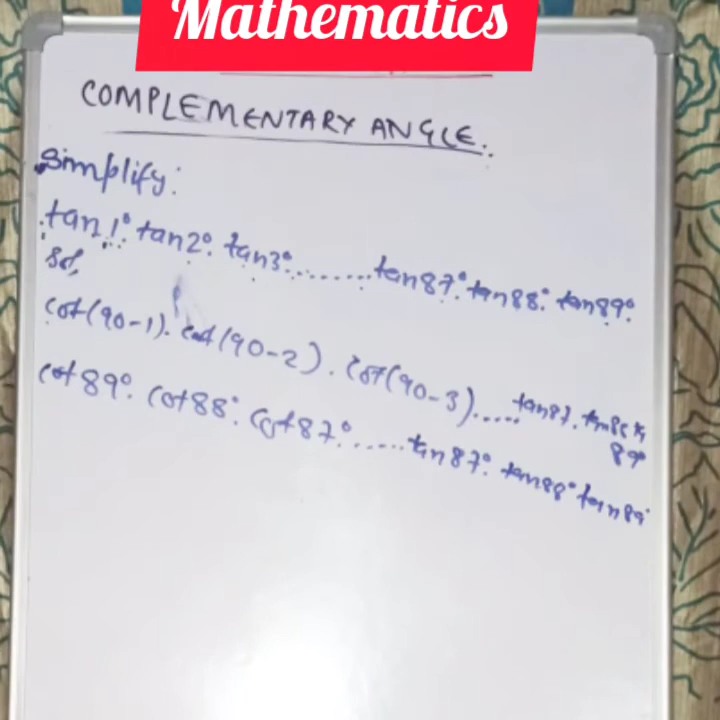 Mathematics
COMPLEMENTARY ANGLE.
Simplify:
tan1°. tan2°. tan3°........tan87°. tan88°. tan89°.
Sol,
cot(90-1). cot(90-2). cot(90-3).....tan87. 
89°
cot89°. cot88°. cot87°.......tan87°. tan88° tan89°